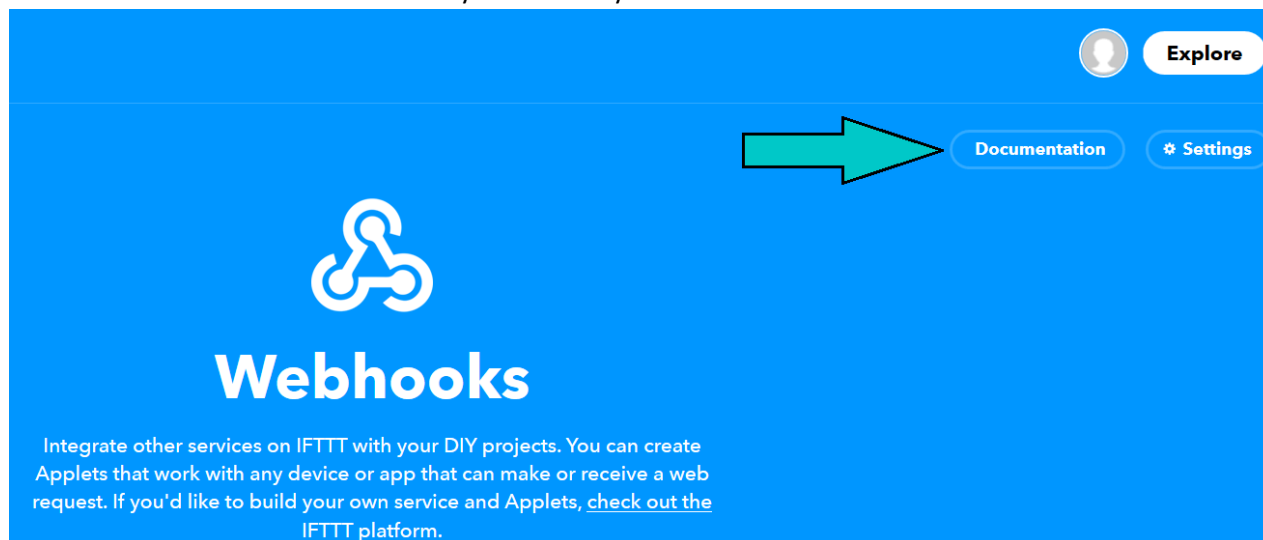 Explore
Documentation
Settings
Webhooks
Integrate other services on IFTTT with your DIY projects. You can create
Applets that work with any device or app that can make or receive a web
request. If you'd like to build your own service and Applets, check out the
IFTTT platform.